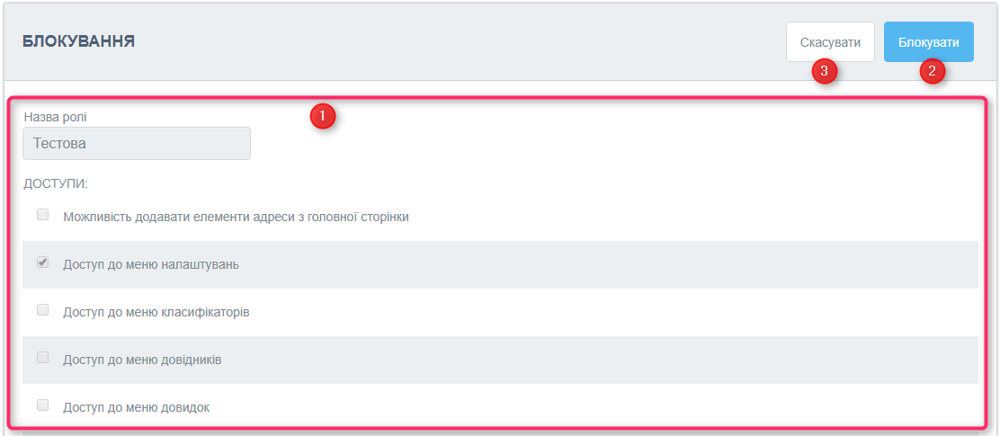 БЛОКУВАННЯ
Скасувати
Блокувати
3
2
1
Назва ролі
Тестова
ДОСТУПИ:
Можливість додавати елементи адреси з головної сторінки
Доступ до меню налаштувань
Доступ до меню класифікаторів
Доступ до меню довідників
Доступ до меню довидок